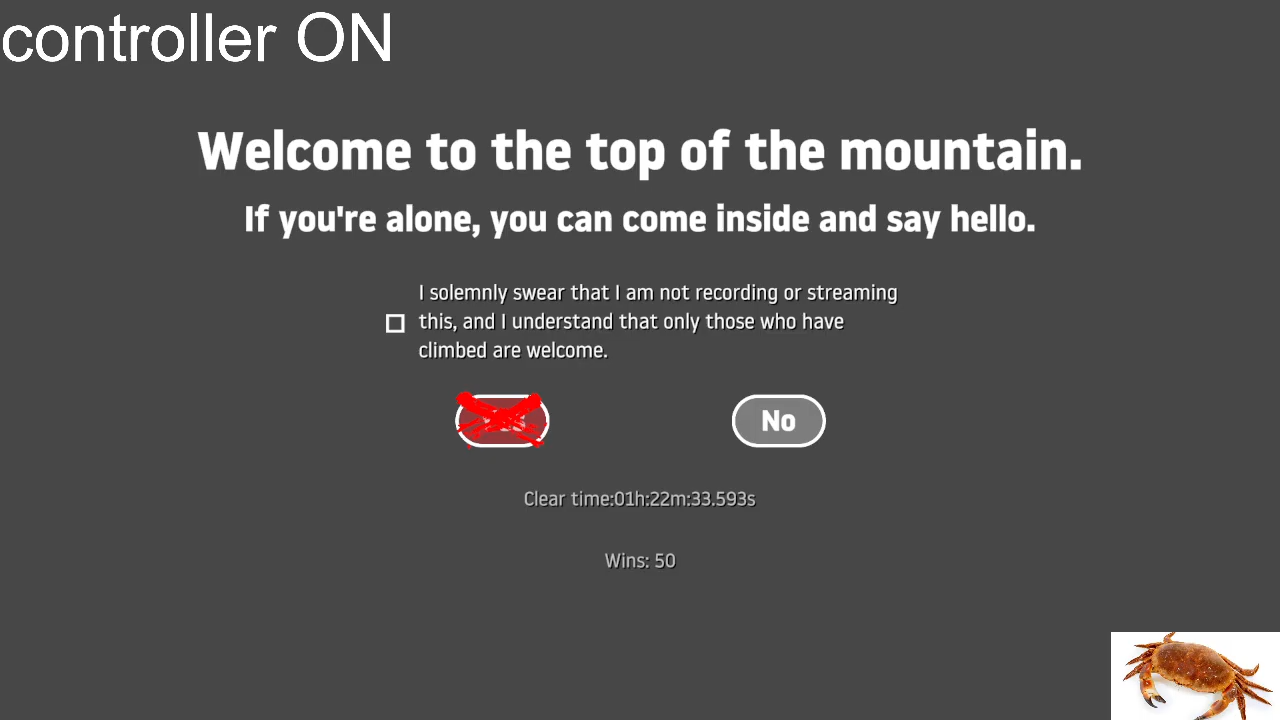 controller ON
Welcome to the top of the mountain.
If you're alone, you can come inside and say hello.
I solemnly swear that I am not recording or streaming
this, and I understand that only those who have
climbed are welcome.
No
Clear time:01h:22m:33.593s
Wins: 50